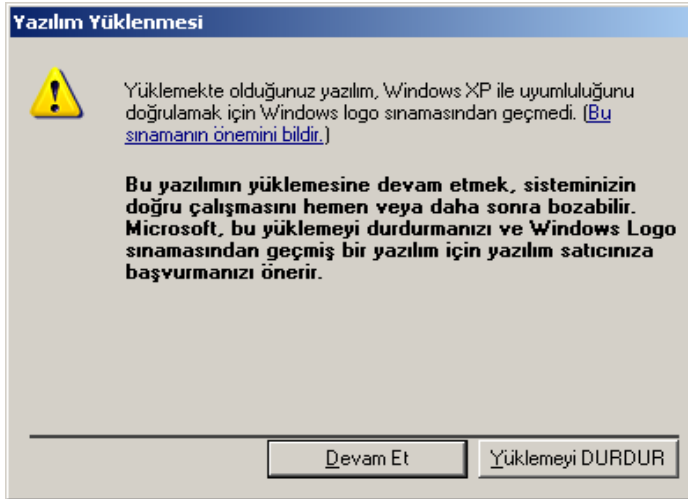 Yazılım Yüklenmesi
Yüklemekte olduğunuz yazılım, Windows XP ile uyumluluğunu
doğrulamak için Windows logo sınamasından geçmedi. (Bu
sınamanın önemini bildir.)
Bu yazılımın yüklemesine devam etmek, sisteminizin
doğru çalışmasını hemen veya daha sonra bozabilir.
Microsoft, bu yüklemeyi durdurmanızı ve Windows Logo
sınamasından geçmiş bir yazılım için yazılım satıcınıza
başvurmanızı önerir.
Devam Et
Yüklemeyi DURDUR